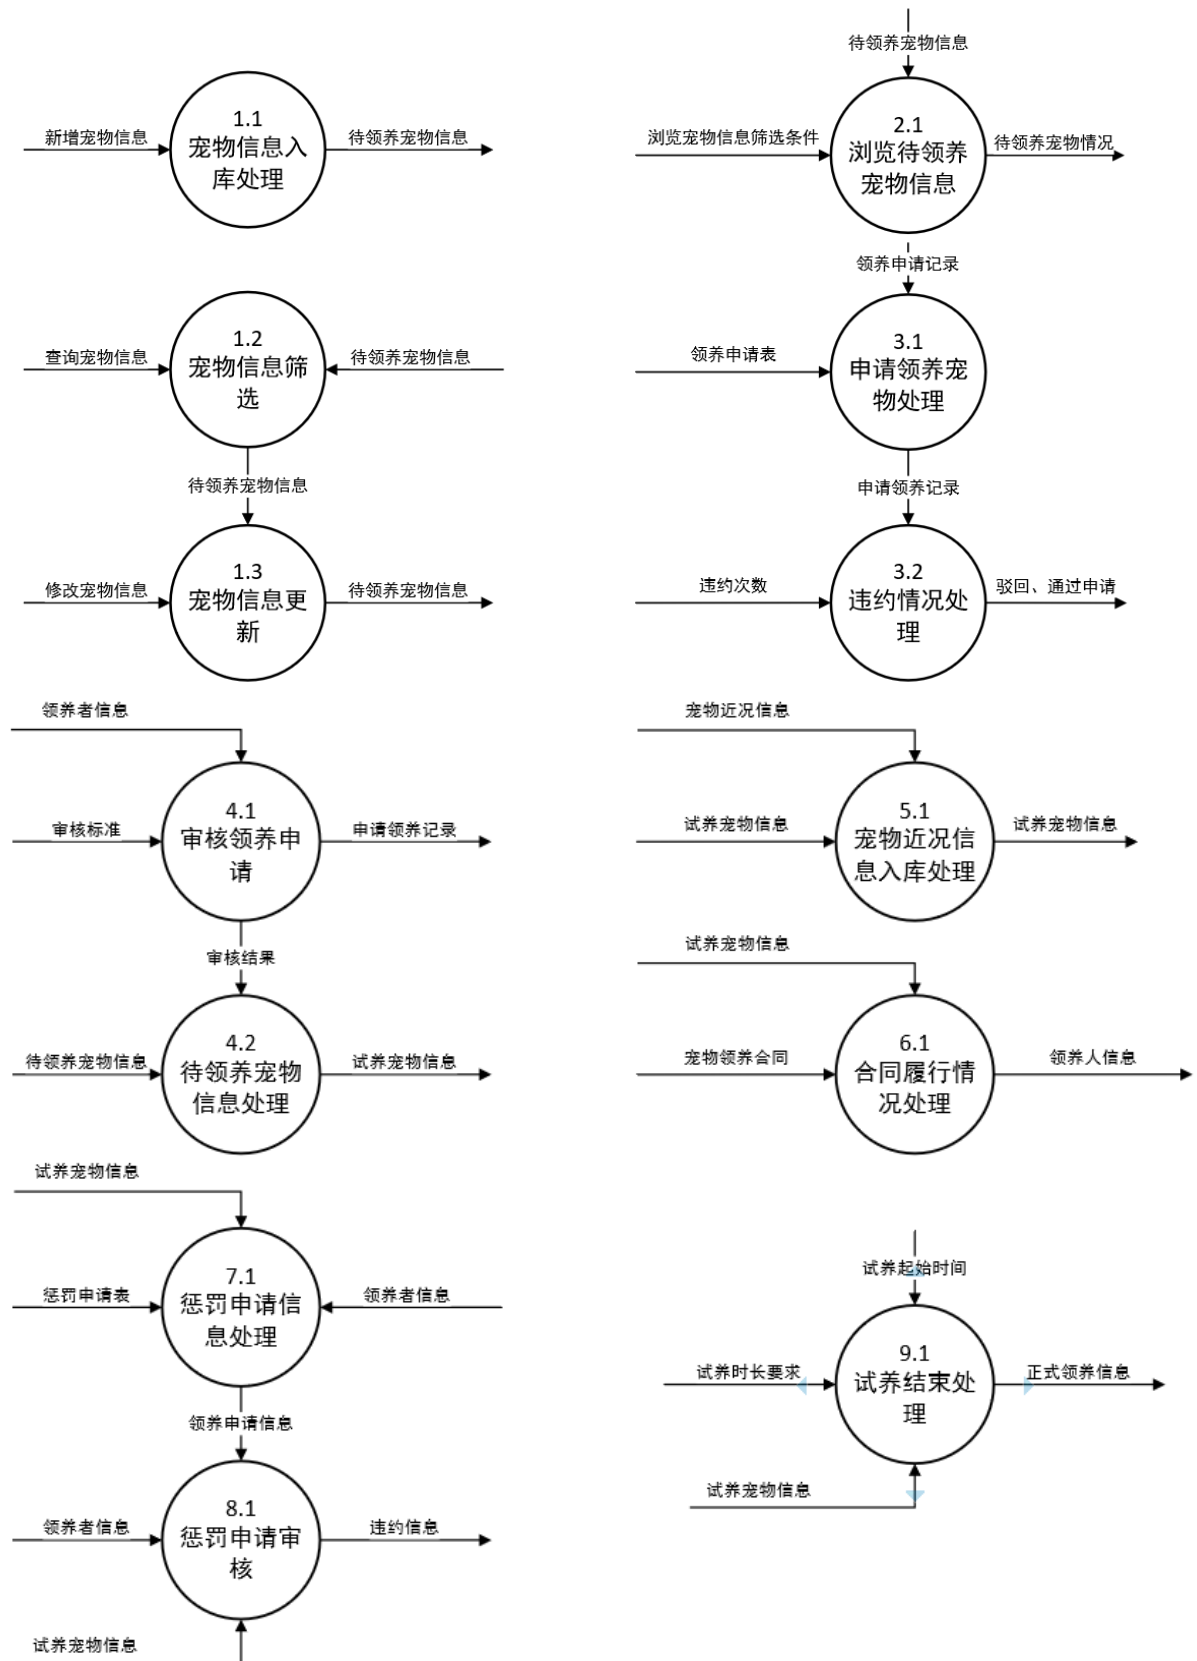 待领养宠物信息
新增宠物信息
1.1
宠物信息入
库处理
待领养宠物信息
浏览宠物信息筛选条件
2.1
浏览待领养
宠物信息
待领养宠物情况
领养申请记录
查询宠物信息
1.2
宠物信息筛
选
待领养宠物信息
领养申请表
3.1
申请领养宠
物处理
待领养宠物信息
申请领养记录
修改宠物信息
1.3
宠物信息更
新
待领养宠物信息
违约次数
3.2
违约情况处
理
驳回、通过申请
领养者信息
宠物近况信息
审核标准
4.1
审核领养申
请
申请领养记录
试养宠物信息
5.1
宠物近况信
息入库处理
试养宠物信息
审核结果
试养宠物信息
待领养宠物信息
4.2
待领养宠物
信息处理
试养宠物信息
宠物领养合同
6.1
合同履行情
况处理
领养人信息
试养宠物信息
惩罚申请表
7.1
惩罚申请信
息处理
领养者信息
试养起始时间
试养时长要求
9.1
试养结束处
理
正式领养信息
领养申请信息
试养宠物信息
领养者信息
8.1
惩罚申请审
核
违约信息
试养宠物信息